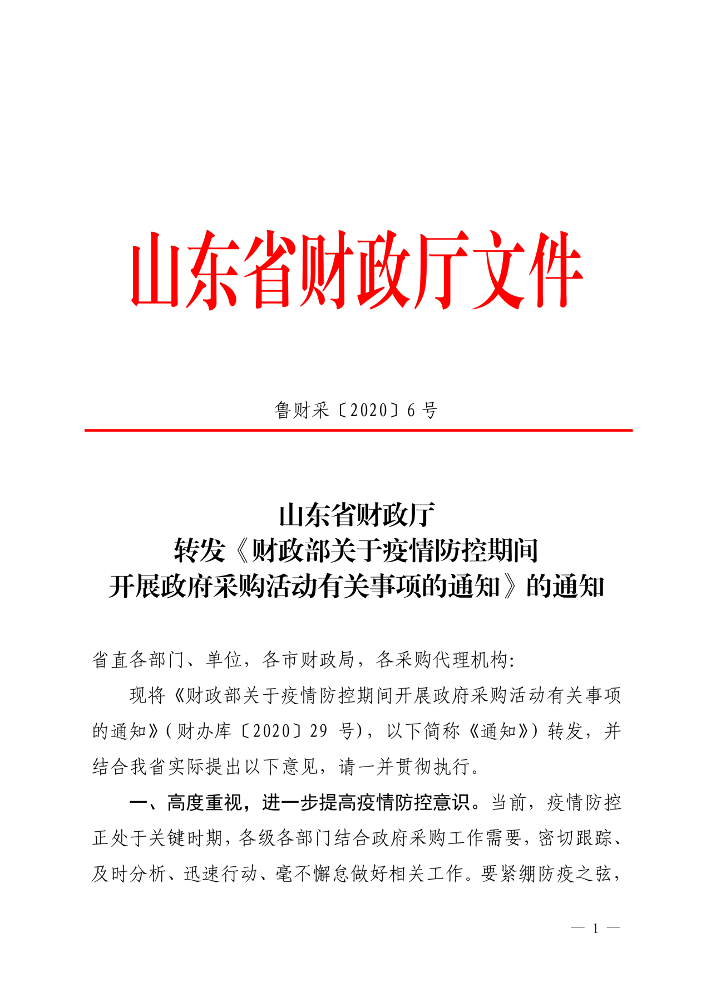 山东省财政厅文件
鲁财采〔2020〕6 号
山东省财政厅
转发《财政部关于疫情防控期间
开展政府采购活动有关事项的通知》的通知
省直各部门、单位，各市财政局，各采购代理机构：
现将《财政部关于疫情防控期间开展政府采购活动有关事项
的通知》（财办库〔2020〕29 号），以下简称《通知》）转发，并
结合我省实际提出以下意见，请一并贯彻执行。
一、高度重视，进一步提高疫情防控意识。当前，疫情防控
正处于关键时期，各级各部门结合政府采购工作需要，密切跟踪、
及时分析、迅速行动、毫不懈怠做好相关工作。要紧绷防疫之弦，
— 1 —